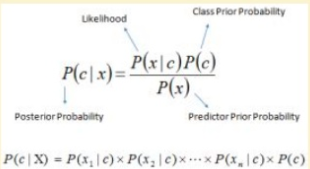 Likelihood
Class Prior Probability
P(c | x) = P(x | c)P(c) / P(x)
Posterior Probability
Predictor Prior Probability
P(c | X) = P(x₁ | c) × P(x₂ | c) × ⋯ × P(xₙ | c) × P(c)